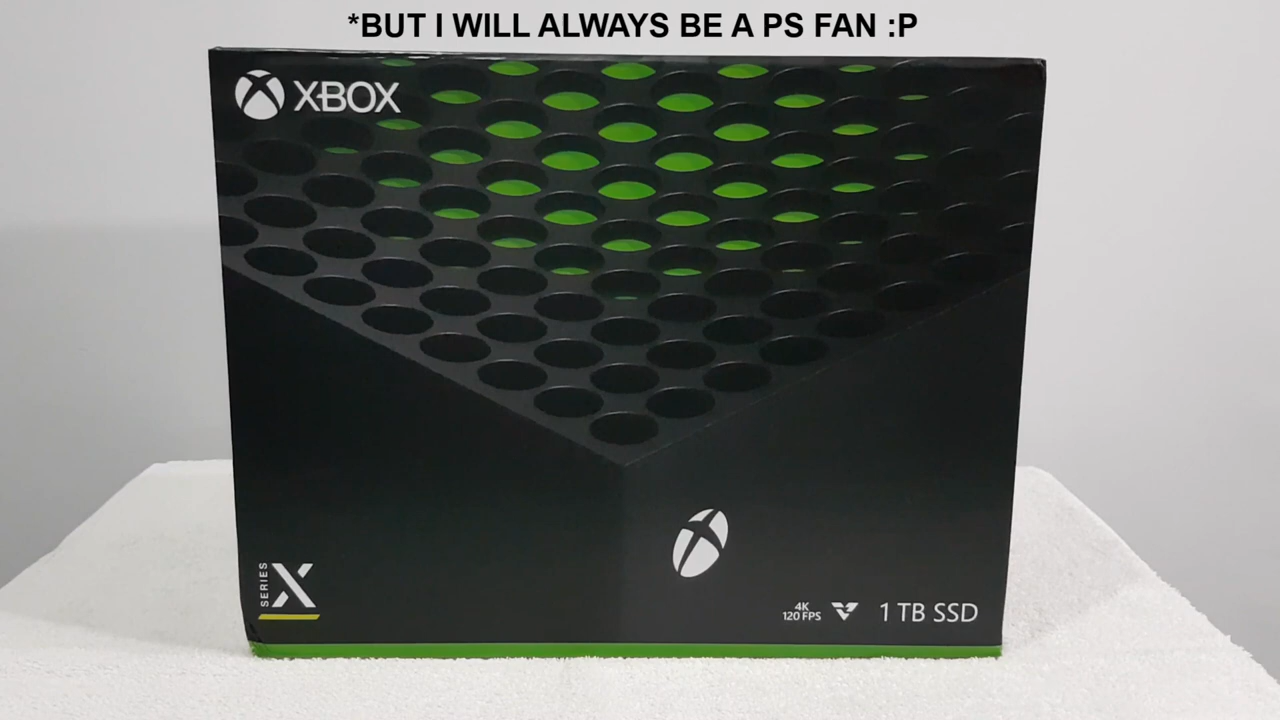 *BUT I WILL ALWAYS BE A PS FAN :P
XBOX
SERIES X
4K
120 FPS
1 TB SSD